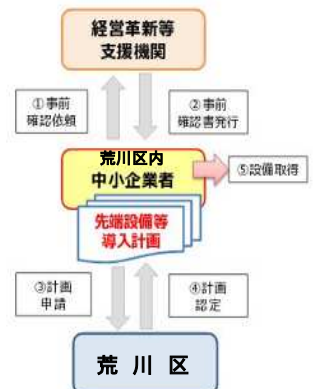 経営革新等
支援機関
①事前
確認依頼
②事前
確認書発行
荒川区内
中小企業者
⑤設備取得
先端設備等
導入計画
③計画
申請
④計画
認定
荒川区